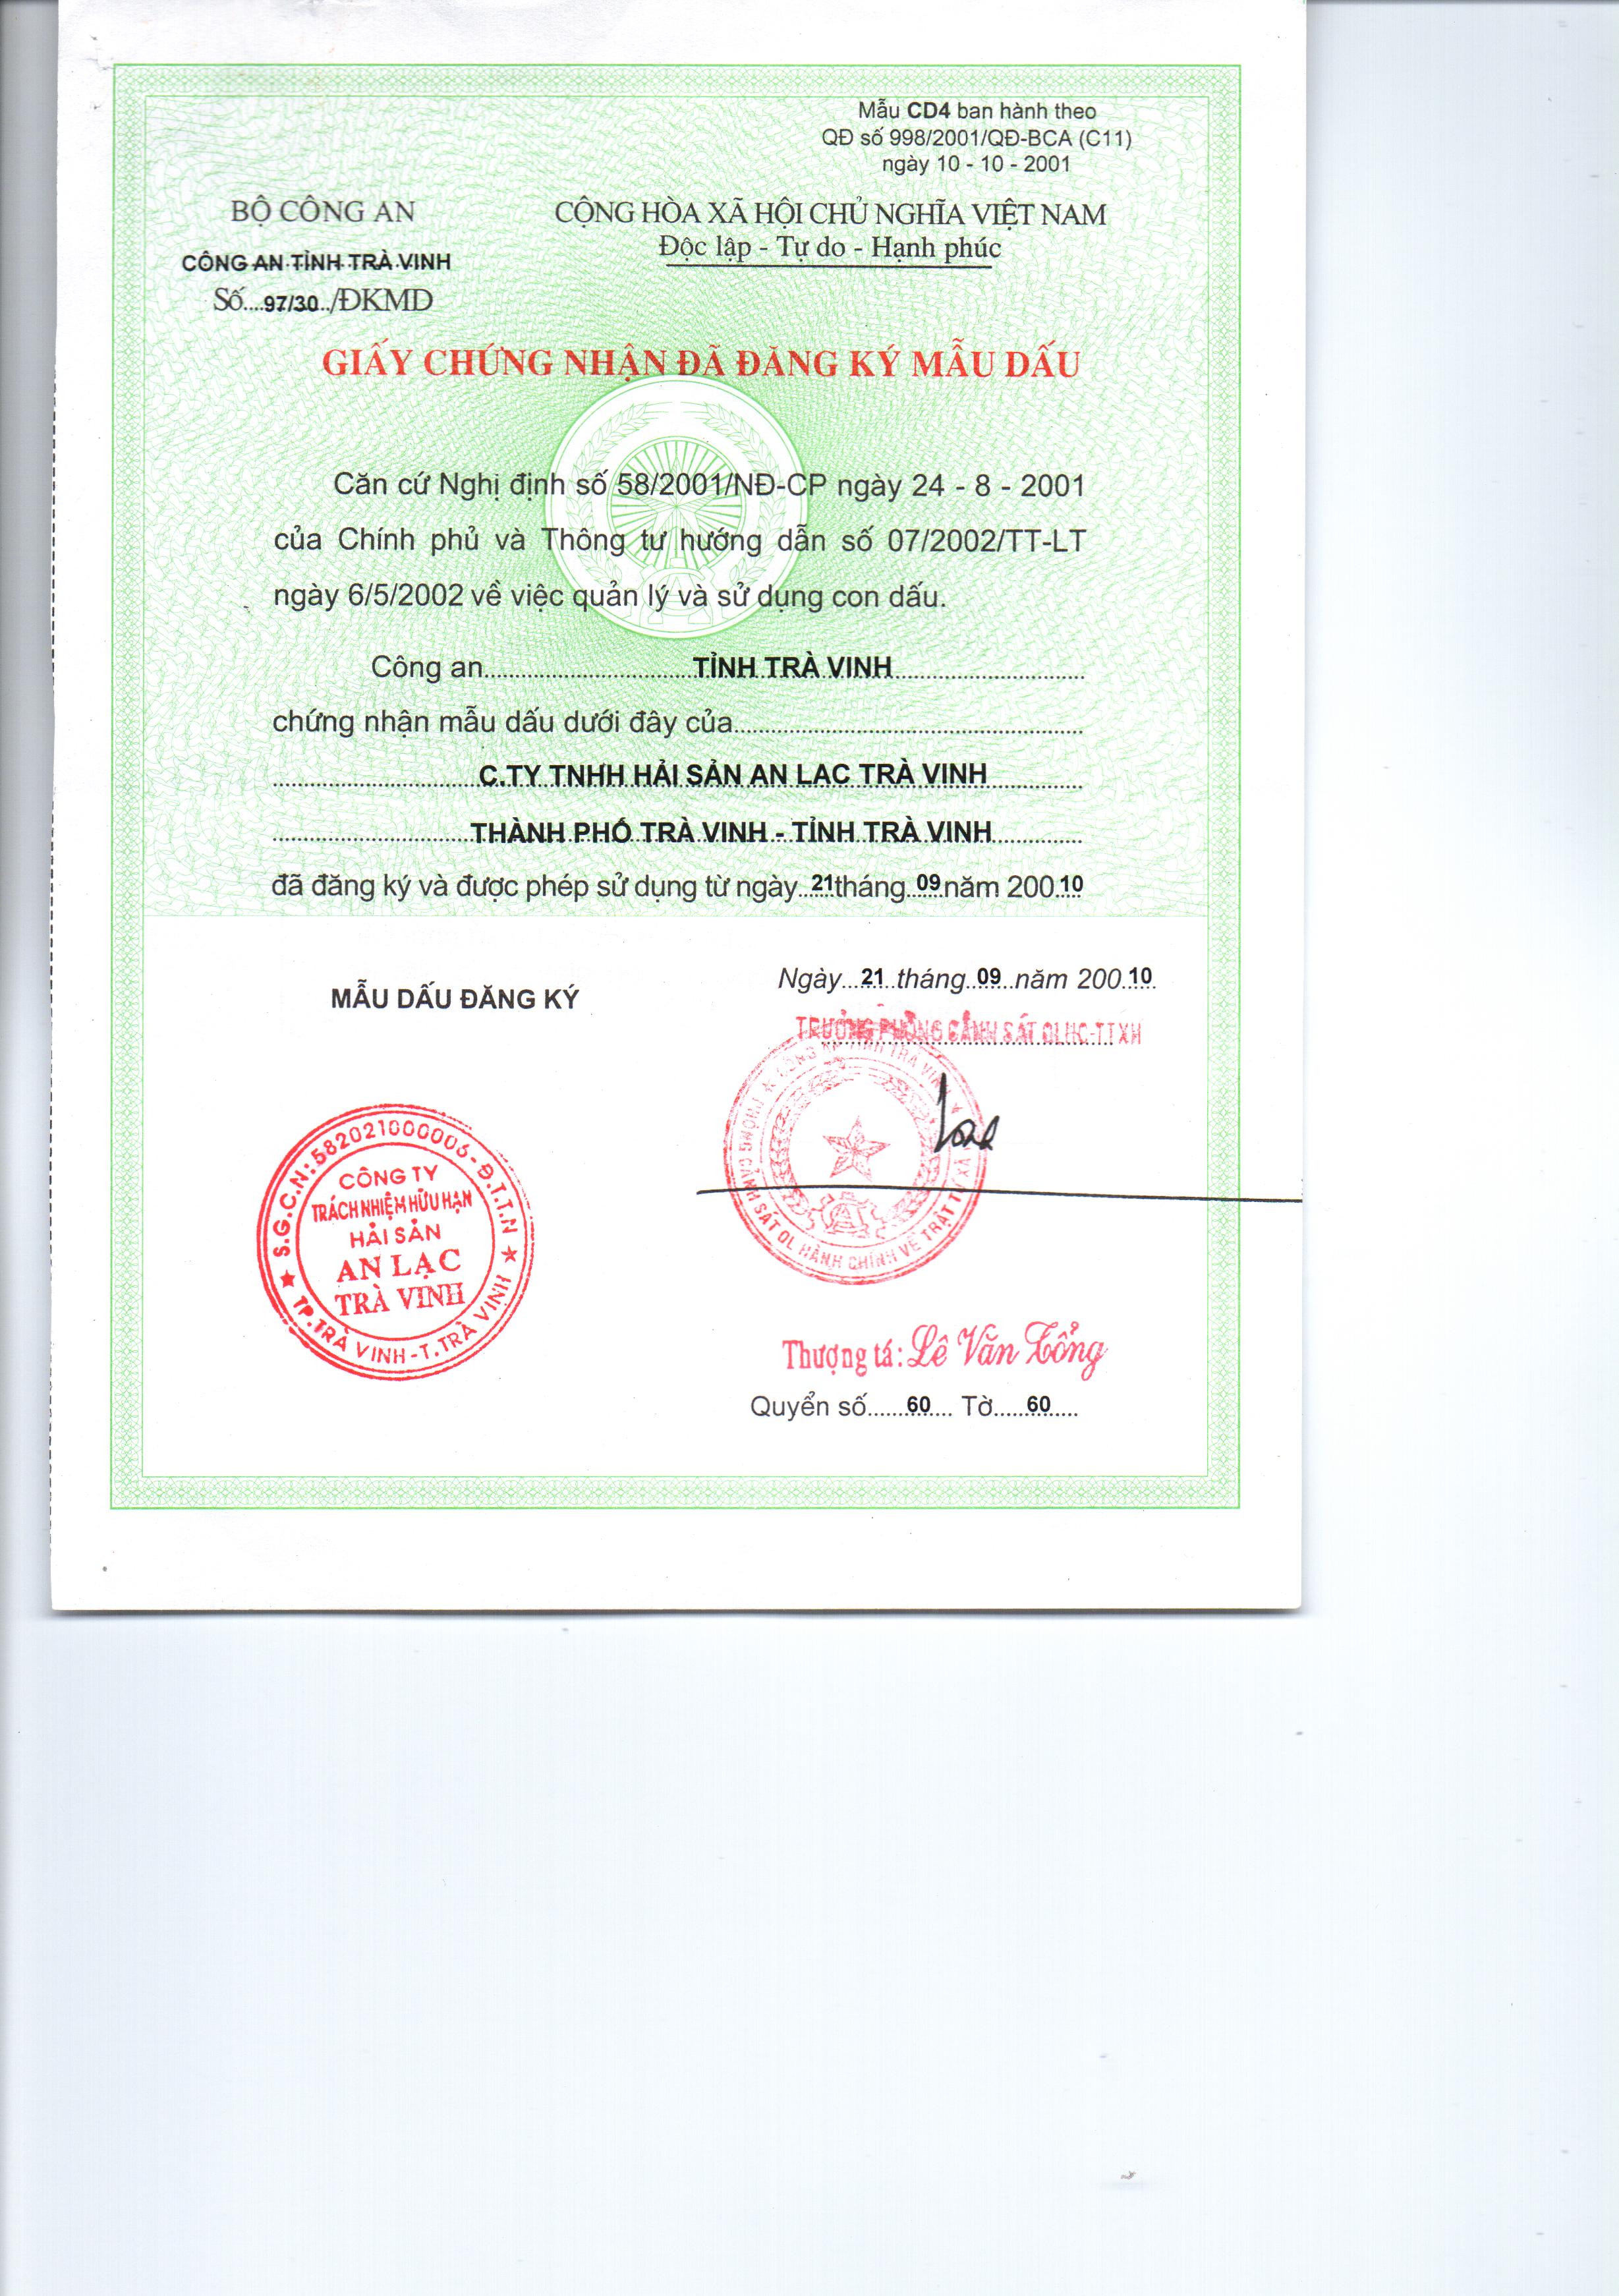 Mẫu CD4 ban hành theo
QĐ số 998/2001/QĐ-BCA (C11)
ngày 10 - 10 - 2001
BỘ CÔNG AN
CÔNG AN TỈNH TRÀ VINH
Số....97/30../ĐKMD
CỘNG HÒA XÃ HỘI CHỦ NGHĨA VIỆT NAM
Độc lập - Tự do - Hạnh phúc
GIẤY CHỨNG NHẬN ĐÃ ĐĂNG KÝ MẪU DẤU
Căn cứ Nghị định số 58/2001/NĐ-CP ngày 24 - 8 - 2001
của Chính phủ và Thông tư hướng dẫn số 07/2002/TT-LT
ngày 6/5/2002 về việc quản lý và sử dụng con dấu.
Công an TỈNH TRÀ VINH
chứng nhận mẫu dấu dưới đây của
C.TY TNHH HẢI SẢN AN LAC TRÀ VINH
THÀNH PHỐ TRÀ VINH - TỈNH TRÀ VINH
đã đăng ký và được phép sử dụng từ ngày 21 tháng 09 năm 200 10
MẪU DẤU ĐĂNG KÝ
S.G.C.N: 582021000006 - Đ.T.T.N
CÔNG TY
TRÁCH NHIỆM HỮU HẠN
HẢI SẢN
AN LẠC
TRÀ VINH
TP. TRÀ VINH - T. TRÀ VINH
Ngày 21 tháng 09 năm 200 10
TRƯỞNG PHÒNG CẢNH SÁT QLHC-TTXH
CÔNG AN TỈNH TRÀ VINH
PHÒNG CẢNH SÁT QL HÀNH CHÍNH VỀ TRẬT TỰ XÃ
Thượng tá: Lê Văn Tổng
Quyển số 60 Tờ 60